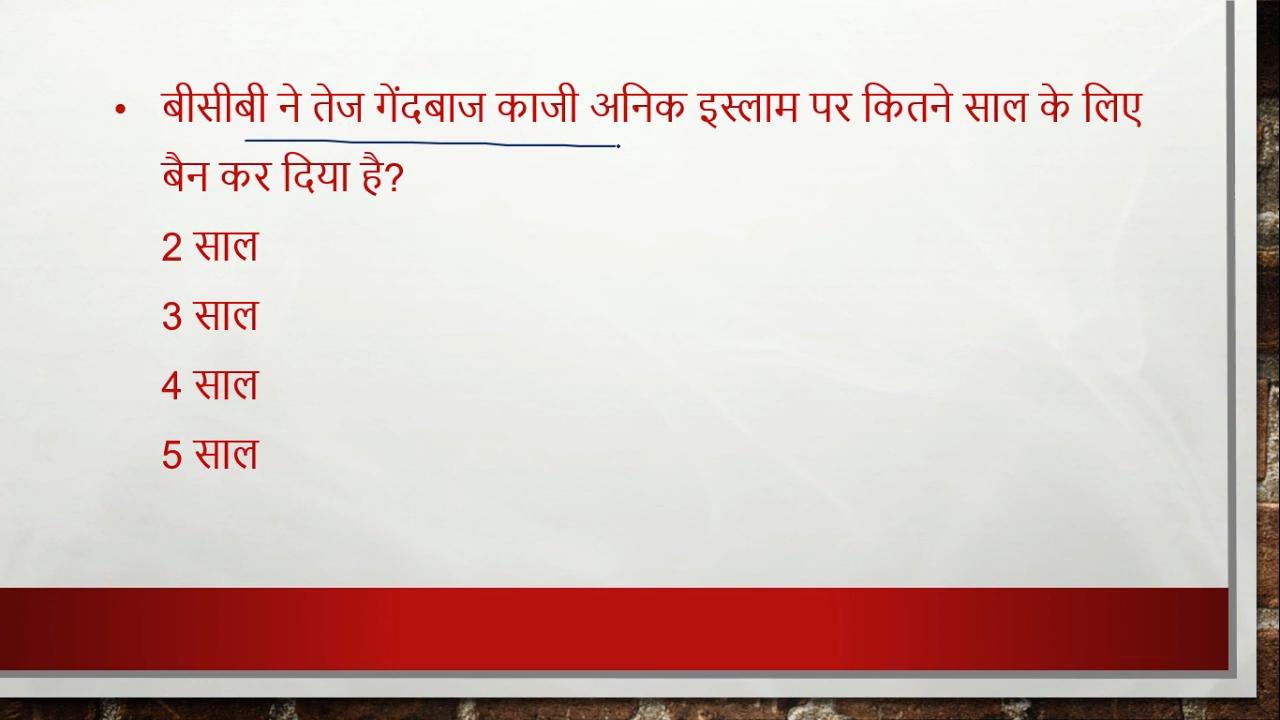 • बीसीबी ने तेज गेंदबाज काजी अनिक इस्लाम पर कितने साल के लिए
बैन कर दिया है?
2 साल
3 साल
4 साल
5 साल